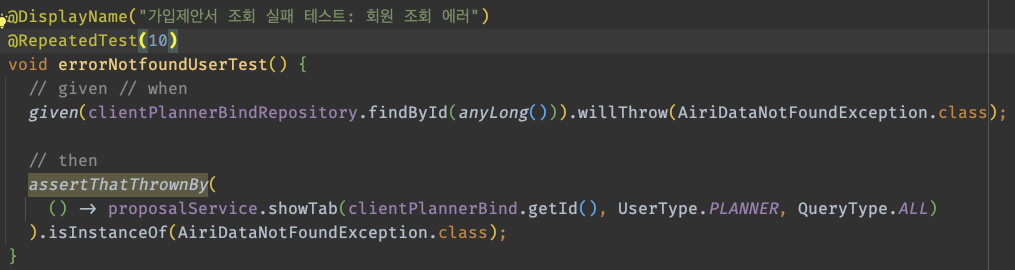 @DisplayName("가입제안서 조회 실패 테스트: 회원 조회 에러")
@RepeatedTest(10)
void errorNotfoundUserTest() {
// given // when
given(clientPlannerBindRepository.findById(anyLong())).willThrow(AiriDataNotFoundException.class);
// then
assertThatThrownBy(
() → proposalService.showTab(clientPlannerBind.getId(), UserType.PLANNER, QueryType.ALL)
).isInstanceOf(AiriDataNotFoundException.class);
}